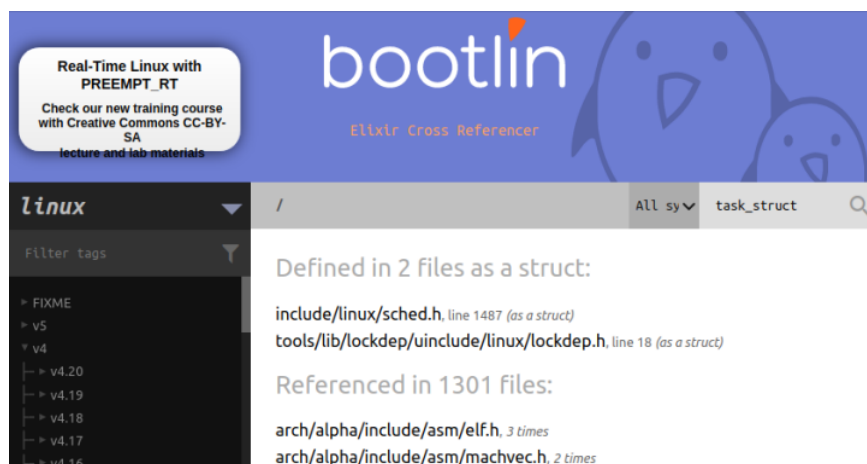 Real-Time Linux with
PREEMPT_RT
Check our new training course
with Creative Commons CC-BY-
SA
lecture and lab materials
bootlin
Elixir Cross Referencer
linux
/
All sy
task_struct
Filter tags
FIXME
v5
v4
v4.20
v4.19
v4.18
v4.17
v4.16
Defined in 2 files as a struct:
include/linux/sched.h, line 1487 (as a struct)
tools/lib/lockdep/uinclude/linux/lockdep.h, line 18 (as a struct)
Referenced in 1301 files:
arch/alpha/include/asm/elf.h, 3 times
arch/alpha/include/asm/machvec.h, 2 times